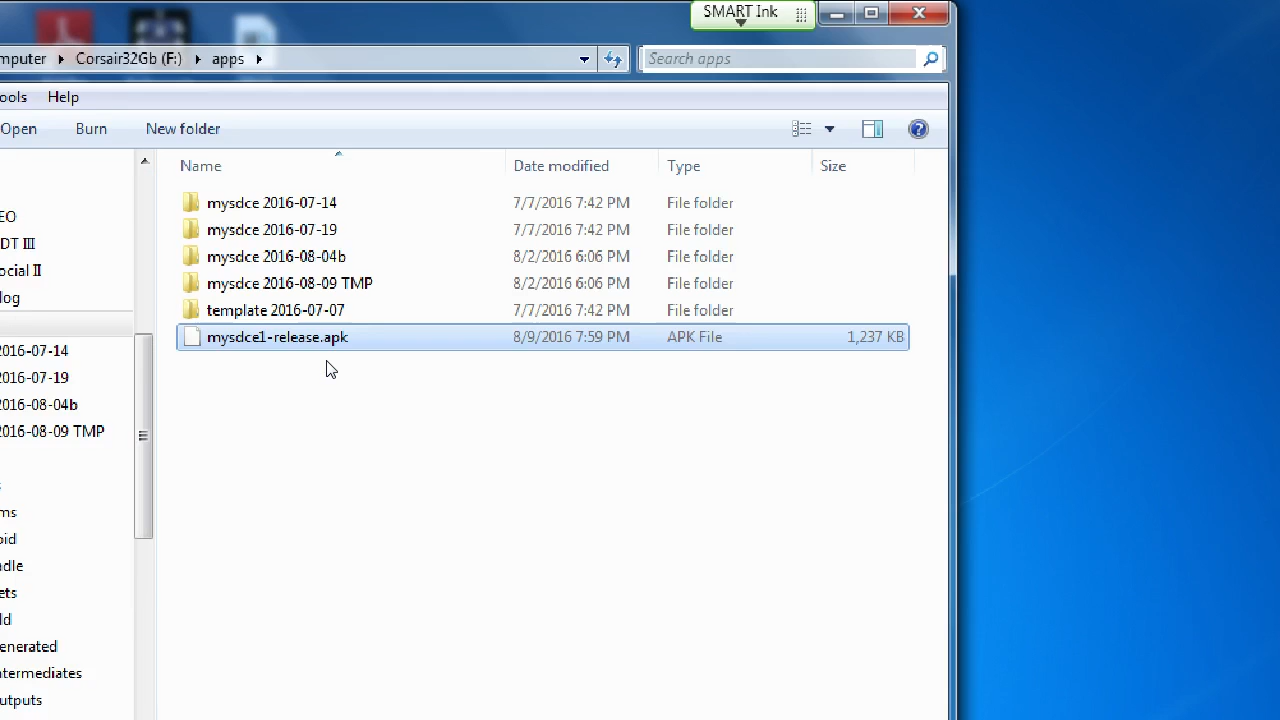 SMART Ink
mputer Corsair32Gb (F:) apps
Search apps
ools Help
Open Burn New folder
Name Date modified Type Size
mysdce 2016-07-14 7/7/2016 7:42 PM File folder
mysdce 2016-07-19 7/7/2016 7:42 PM File folder
mysdce 2016-08-04b 8/2/2016 6:06 PM File folder
mysdce 2016-08-09 TMP 8/2/2016 6:06 PM File folder
template 2016-07-07 7/7/2016 7:42 PM File folder
mysdce1-release.apk 8/9/2016 7:59 PM APK File 1,237 KB
EO
DT III
ocial II
log
2016-07-14
2016-07-19
2016-08-04b
2016-08-09 TMP
s
ms
oid
ndle
ets
ld
enerated
ntermediates
utputs